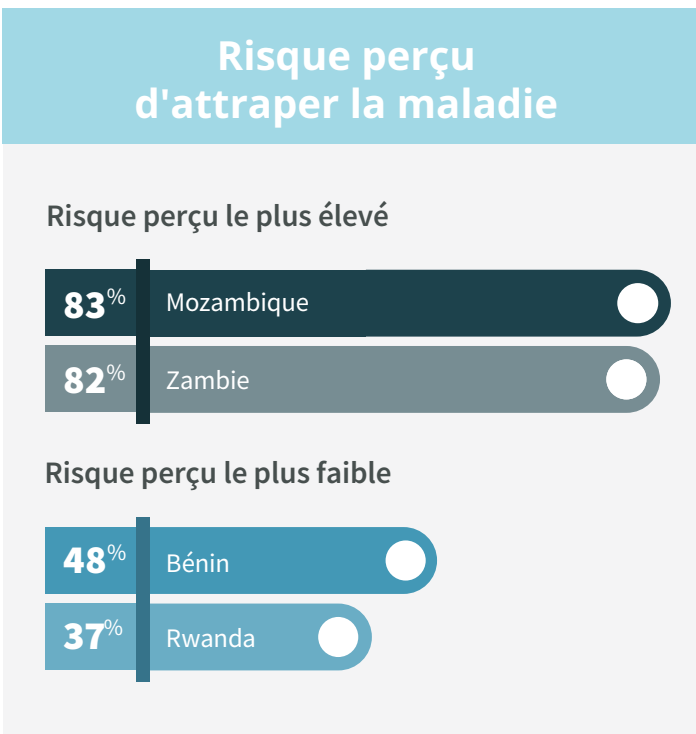 Risque perçu
d'attraper la maladie
Risque perçu le plus élevé
83% Mozambique
82% Zambie
Risque perçu le plus faible
48% Bénin
37% Rwanda